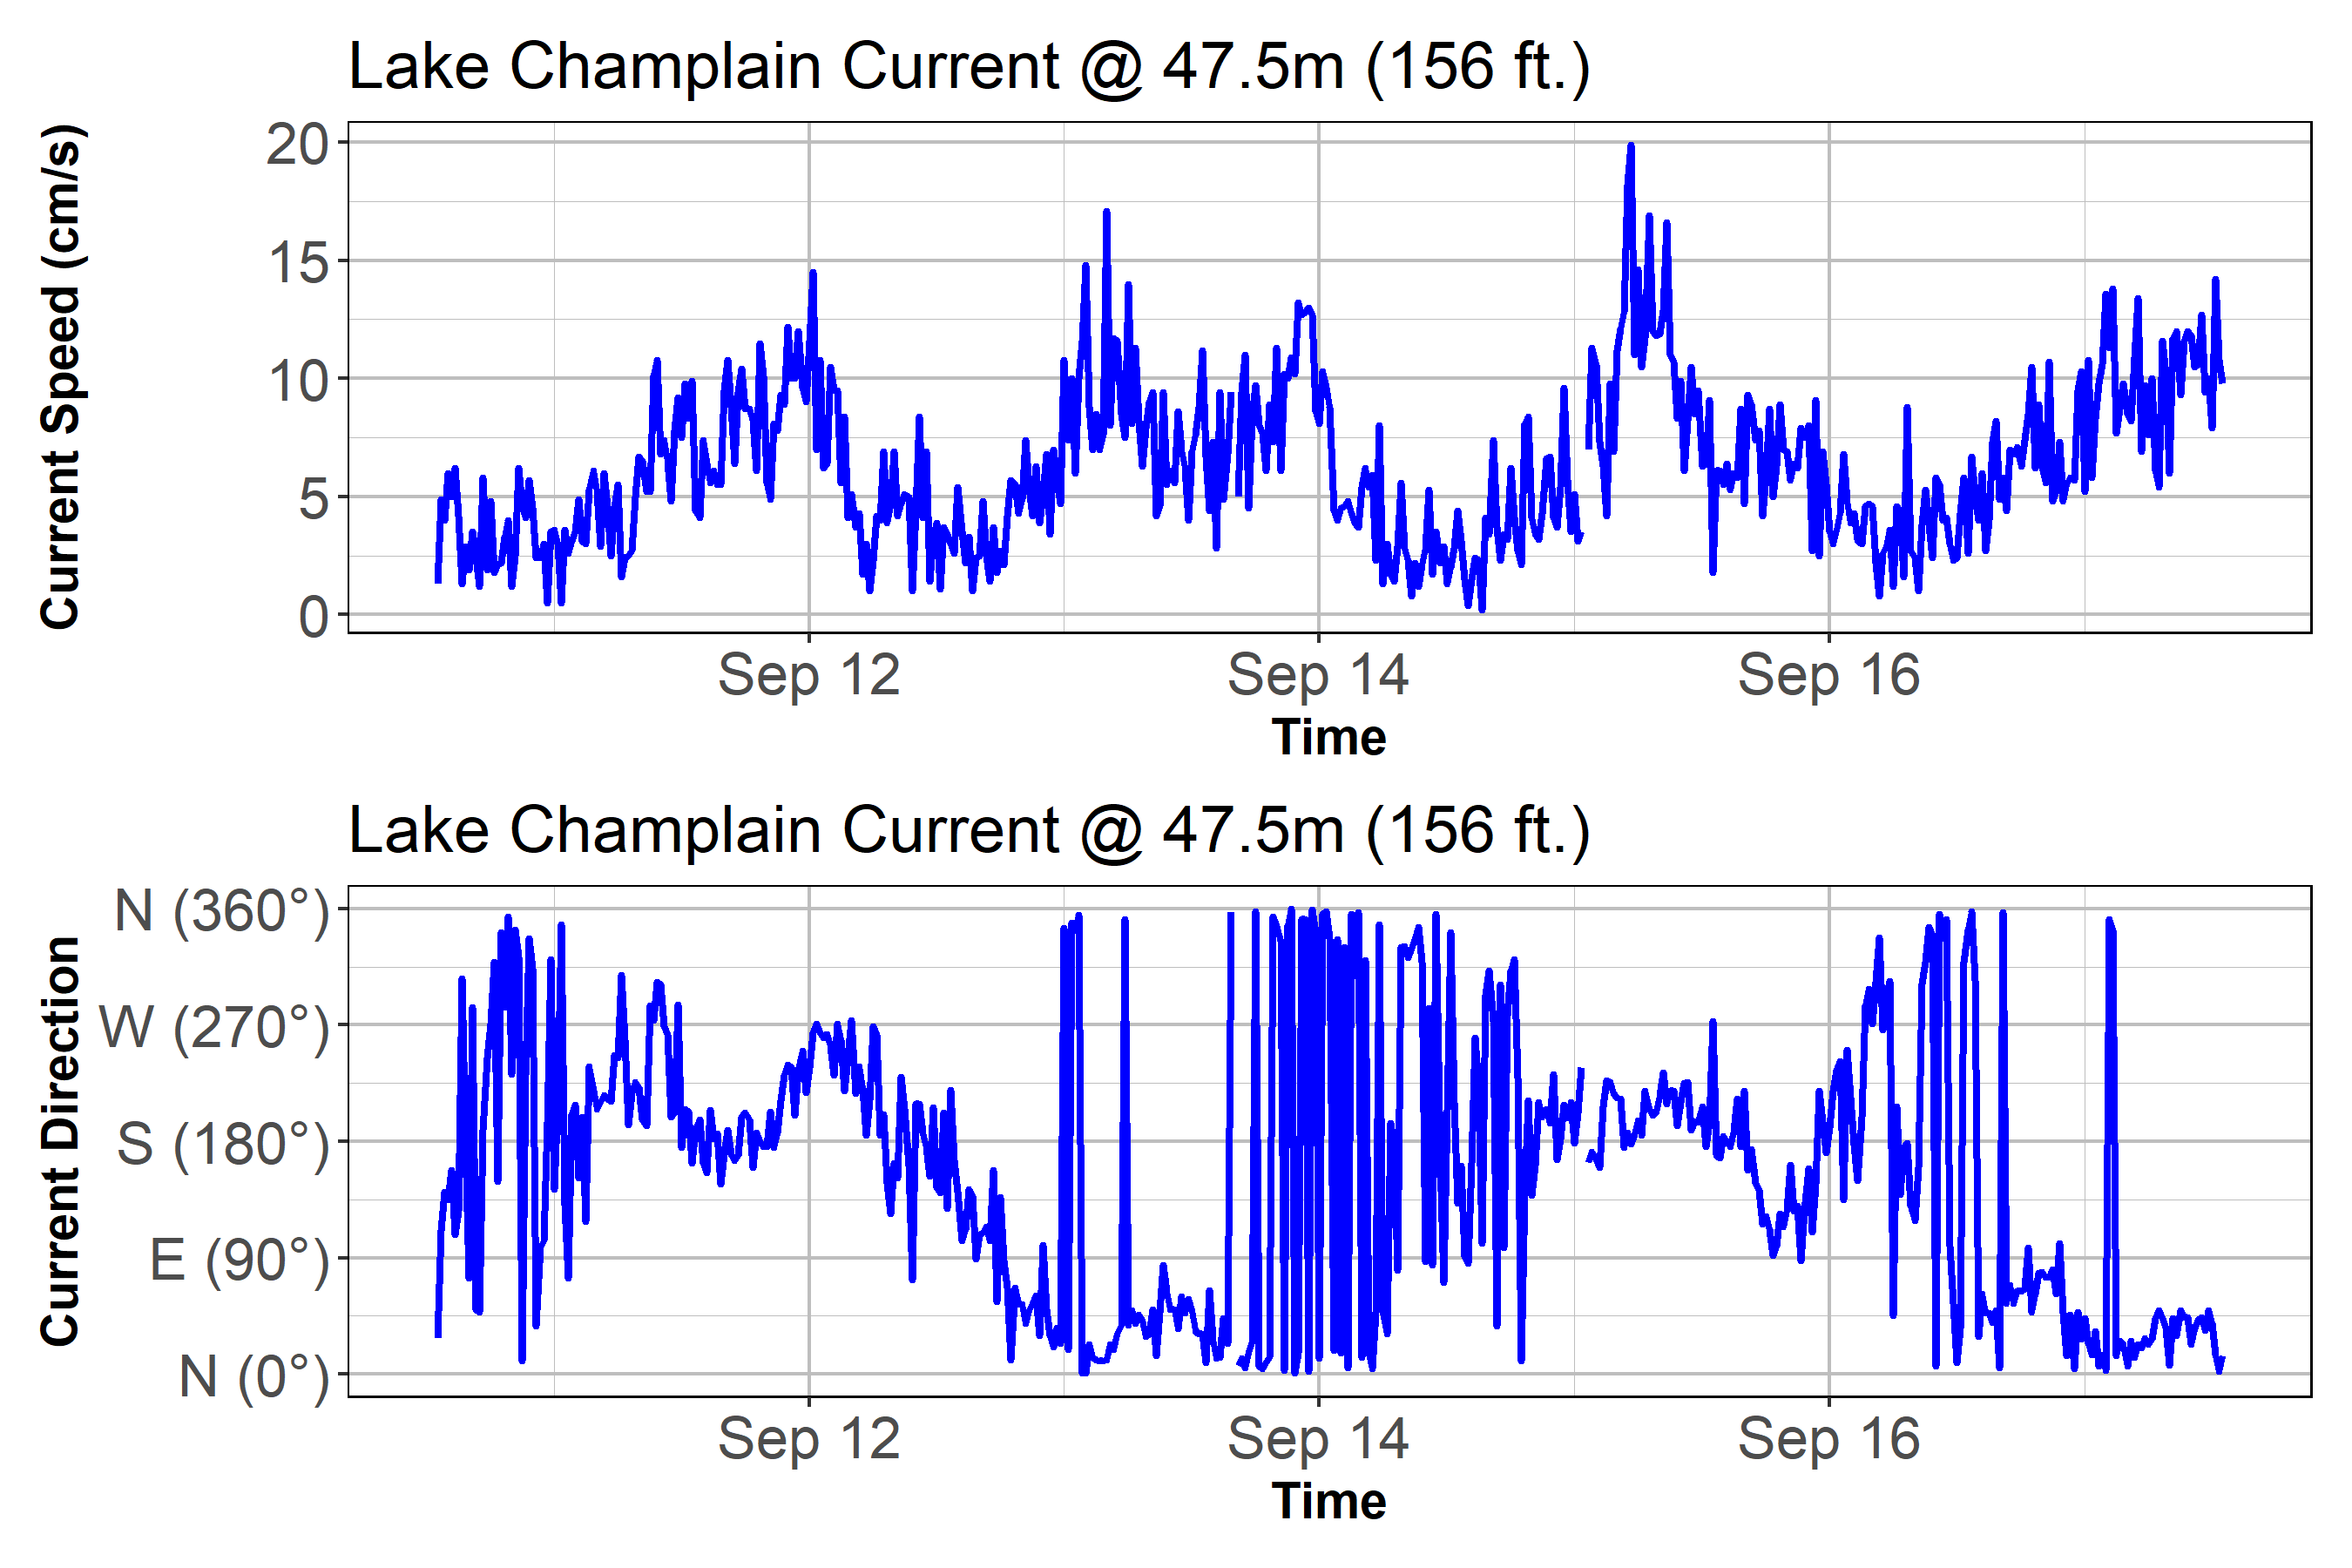 Lake Champlain Current @ 47.5m (156 ft.)
Current Speed (cm/s)
20
15
10
5
0
Sep 12 Sep 14 Sep 16
Time
Lake Champlain Current @ 47.5m (156 ft.)
Current Direction
N (360°)
W (270°)
S (180°)
E (90°)
N (0°)
Sep 12 Sep 14 Sep 16
Time